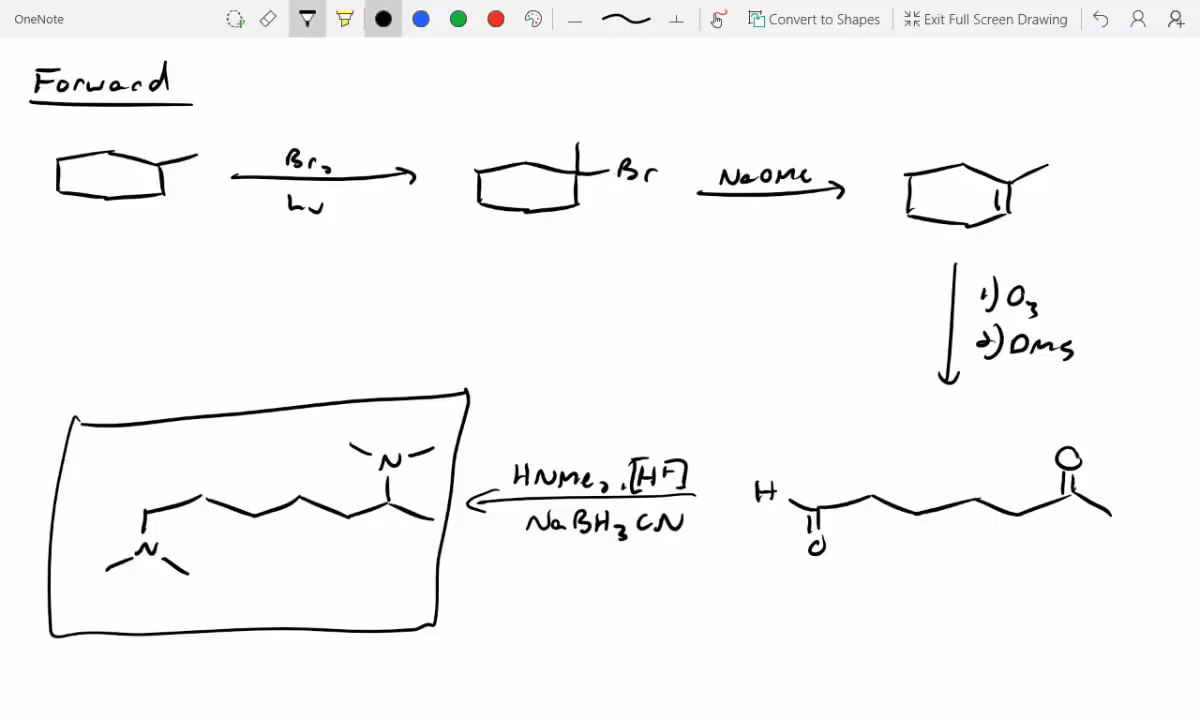 OneNote
Convert to Shapes
Exit Full Screen Drawing
Forward
Br₂
hν
Br
NaOMe
1) O₃
2) DMS
N
N
HNMe₂, [H⁺]
NaBH₃CN
H
O
O